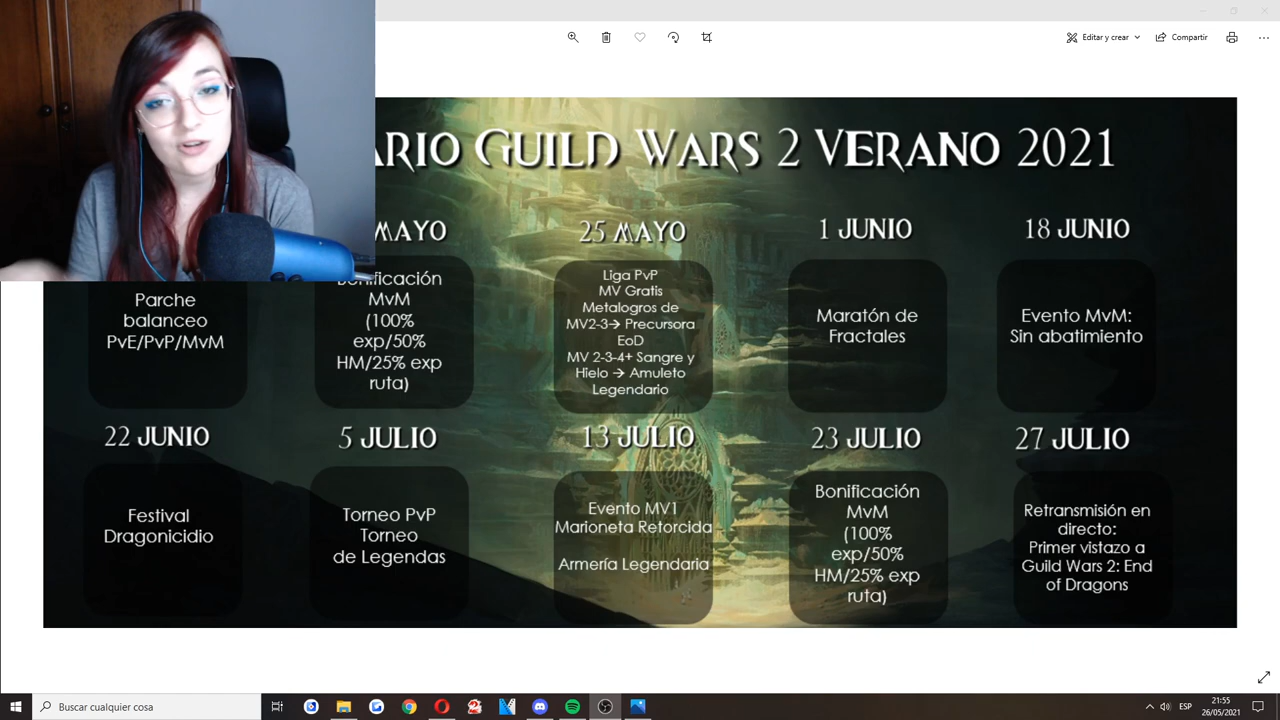 Editar y crear
Compartir
ARIO GUILD WARS 2 VERANO 2021
MAYO
25 MAYO
1 JUNIO
18 JUNIO
Parche
balanceo
PvE/PvP/MvM
Bonificación
MvM
(100%
exp/50%
HM/25% exp
ruta)
Liga PvP
MV Gratis
Metalogros de
MV2-3→ Precursora
EoD
MV 2-3-4+ Sangre y
Hielo → Amuleto
Legendario
Maratón de
Fractales
Evento MvM:
Sin abatimiento
22 JUNIO
5 JULIO
13 JULIO
23 JULIO
27 JULIO
Festival
Dragonicidio
Torneo PvP
Torneo
de Legendas
Evento MV1
Marioneta Retorcida
Armería Legendaria
Bonificación
MvM
(100%
exp/50%
HM/25% exp
ruta)
Retransmisión en
directo:
Primer vistazo a
Guild Wars 2: End
of Dragons
Buscar cualquier cosa
ESP
21:55
26/05/2021